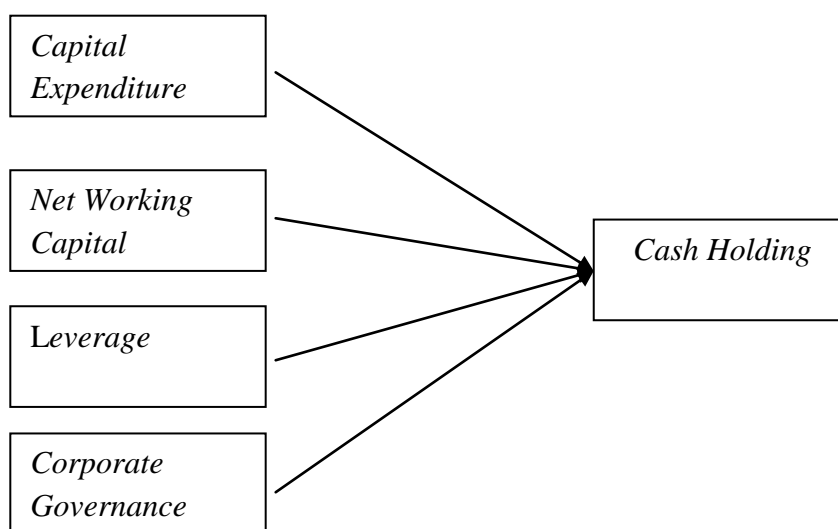 Capital
Expenditure
Net Working
Capital
Cash Holding
Leverage
Corporate
Governance